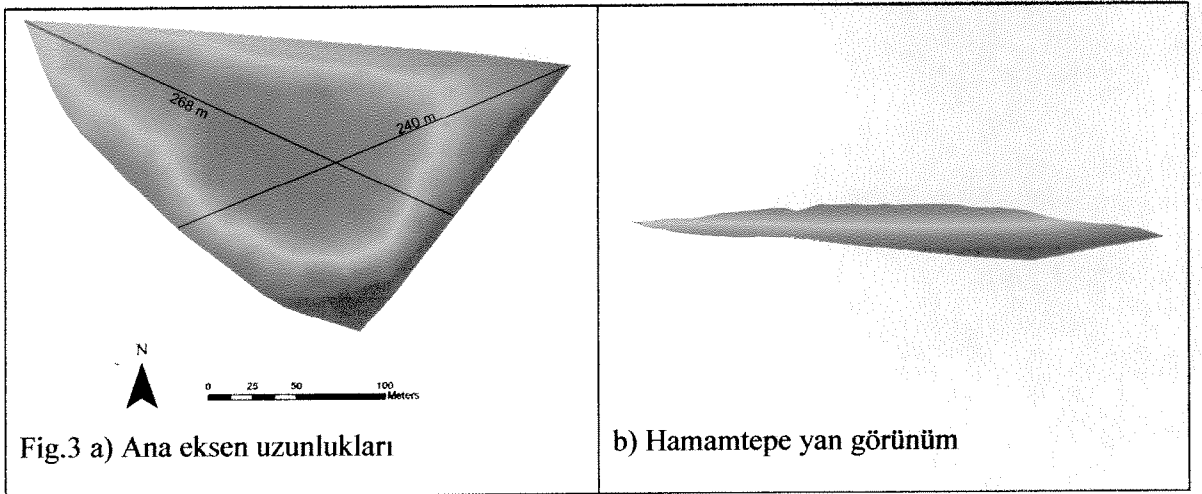 268 m
240 m
N
0 25 50 100
Meters
Fig.3 a) Ana eksen uzunlukları
b) Hamamtepe yan görünüm